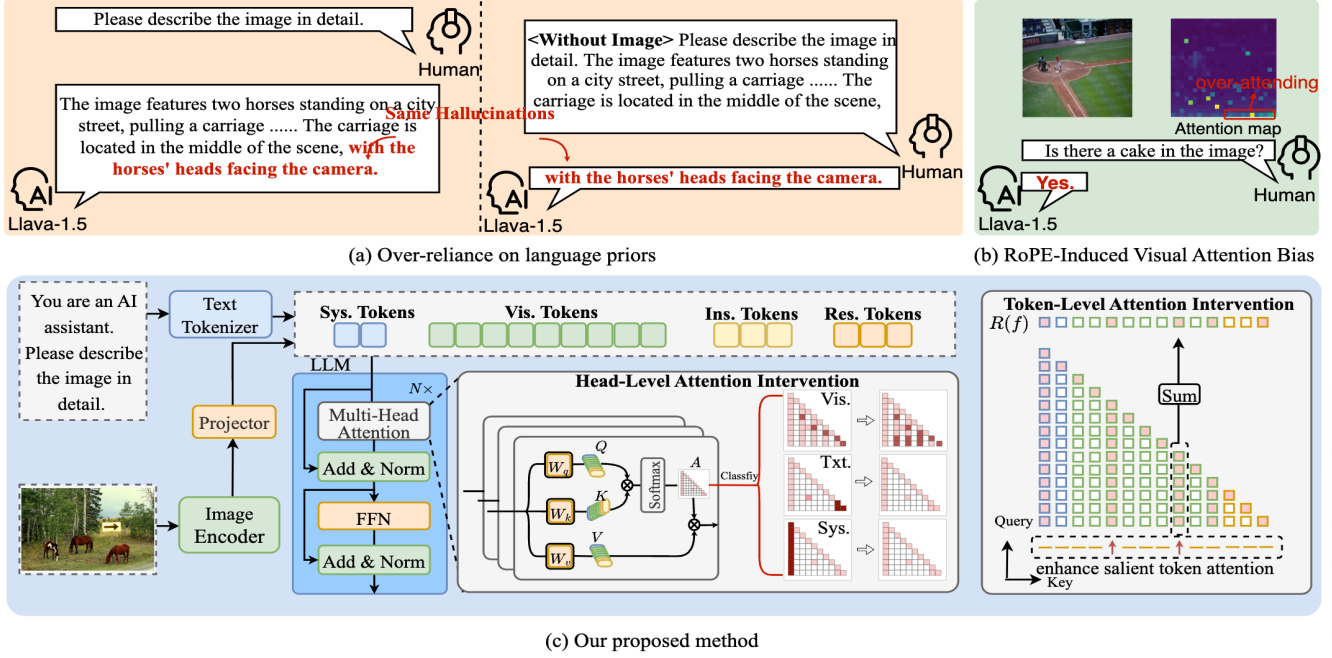 Please describe the image in detail.
Human
The image features two horses standing on a city
street, pulling a carriage ...... The carriage is
located in the middle of the scene, with the
horses' heads facing the camera.
Llava-1.5
Same Hallucinations
<Without Image> Please describe the image in
detail. The image features two horses standing
on a city street, pulling a carriage ...... The
carriage is located in the middle of the scene,
Human
with the horses' heads facing the camera.
Llava-1.5
(a) Over-reliance on language priors
over-attending
Attention map
Is there a cake in the image?
Human
Yes.
Llava-1.5
(b) RoPE-Induced Visual Attention Bias
You are an AI
assistant.
Please describe
the image in
detail.
Text
Tokenizer
Projector
Image
Encoder
Sys. Tokens
Vis. Tokens
Ins. Tokens
Res. Tokens
LLM
N×
Multi-Head
Attention
Add & Norm
FFN
Add & Norm
Head-Level Attention Intervention
W_q
Q
W_k
K
W_v
V
Softmax
A
Classfiy
Vis.
Txt.
Sys.
Token-Level Attention Intervention
R(f)
Sum
Query
Key
enhance salient token attention
(c) Our proposed method